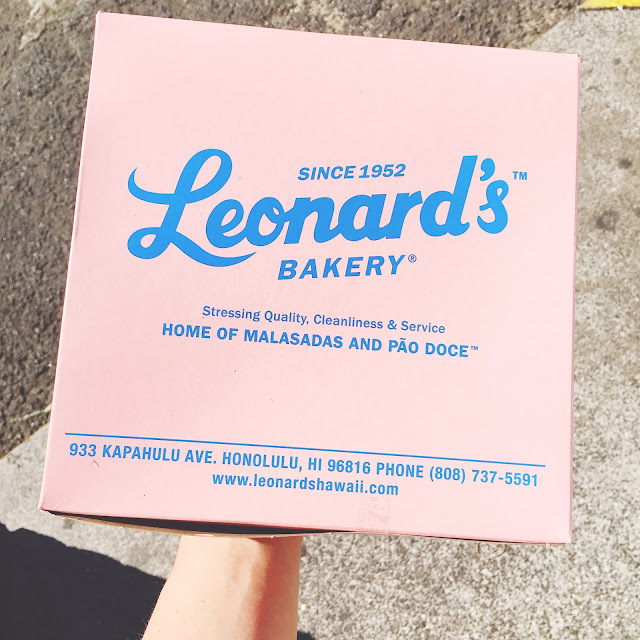 SINCE 1952
Leonard's™
BAKERY®
Stressing Quality, Cleanliness & Service
HOME OF MALASADAS AND PÃO DOCE™
933 KAPAHULU AVE. HONOLULU, HI 96816 PHONE (808) 737-5591
www.leonardshawaii.com